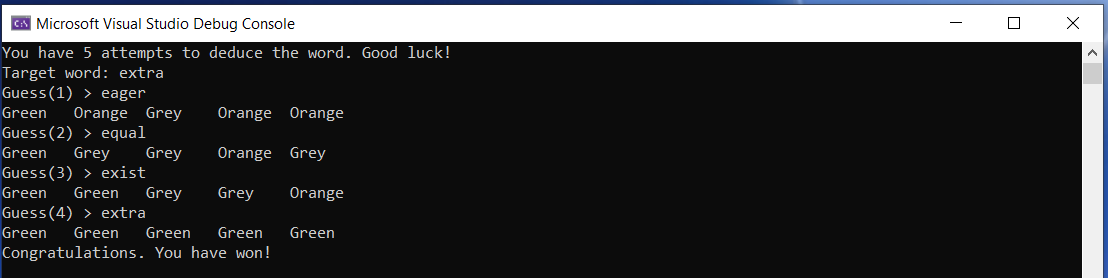 Microsoft Visual Studio Debug Console
You have 5 attempts to deduce the word. Good luck!
Target word: extra
Guess(1) > eager
Green Orange Grey Orange Orange
Guess(2) > equal
Green Grey Grey Orange Grey
Guess(3) > exist
Green Green Grey Grey Orange
Guess(4) > extra
Green Green Green Green Green
Congratulations. You have won!